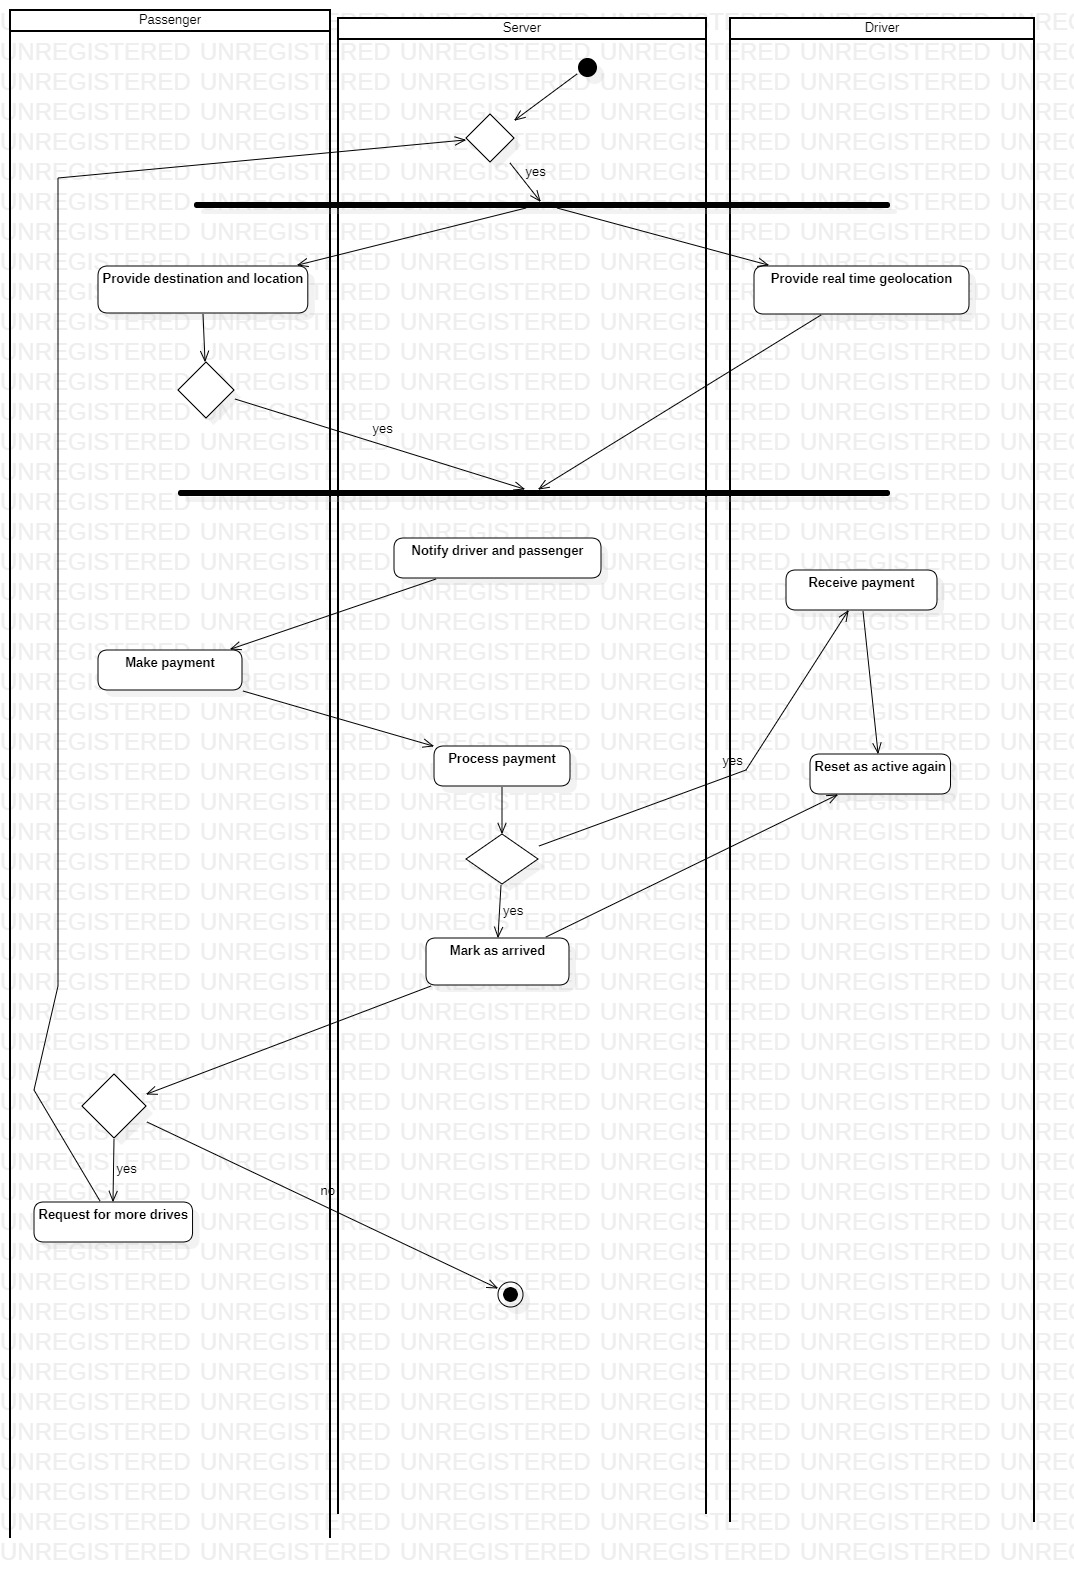 Passenger
Server
Driver
yes
Provide destination and location
Provide real time geolocation
yes
Notify driver and passenger
Receive payment
Make payment
Process payment
yes
Reset as active again
yes
Mark as arrived
yes
Request for more drives
no
UNREGISTERED